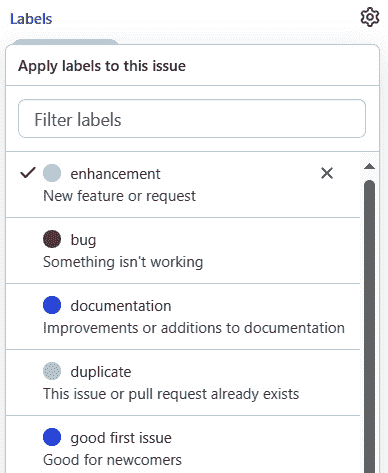 Labels
Apply labels to this issue
Filter labels
enhancement
New feature or request
bug
Something isn't working
documentation
Improvements or additions to documentation
duplicate
This issue or pull request already exists
good first issue
Good for newcomers